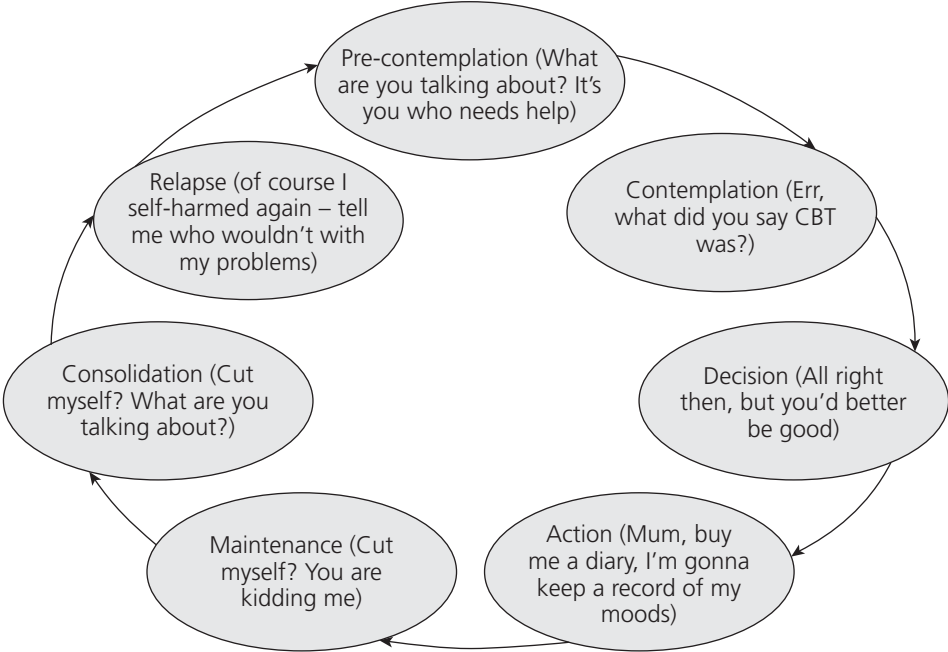 Pre-contemplation (What
are you talking about? It’s
you who needs help)
Contemplation (Err,
what did you say CBT
was?)
Decision (All right
then, but you’d better
be good)
Action (Mum, buy
me a diary, I’m gonna
keep a record of my
moods)
Maintenance (Cut
myself? You are
kidding me)
Consolidation (Cut
myself? What are you
talking about?)
Relapse (of course I
self-harmed again – tell
me who wouldn’t with
my problems)